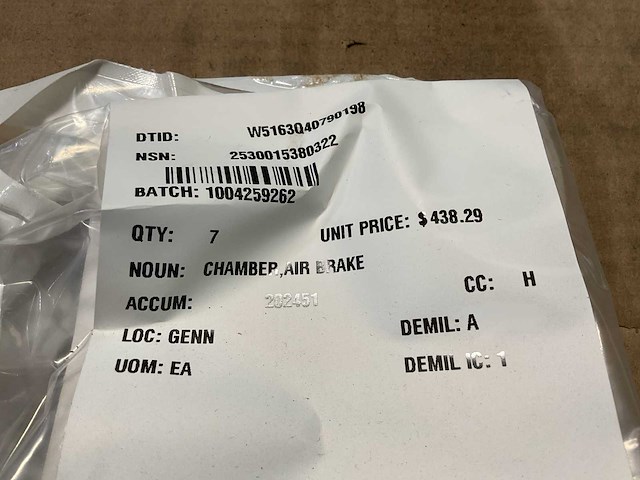 DTID: W5163Q40790198
NSN: 2530015380322
BATCH: 1004259262
QTY: 7 UNIT PRICE: $438.29
NOUN: CHAMBER,AIR BRAKE
CC: H
ACCUM: 202451
DEMIL: A
LOC: GENN
DEMIL IC: 1
UOM: EA